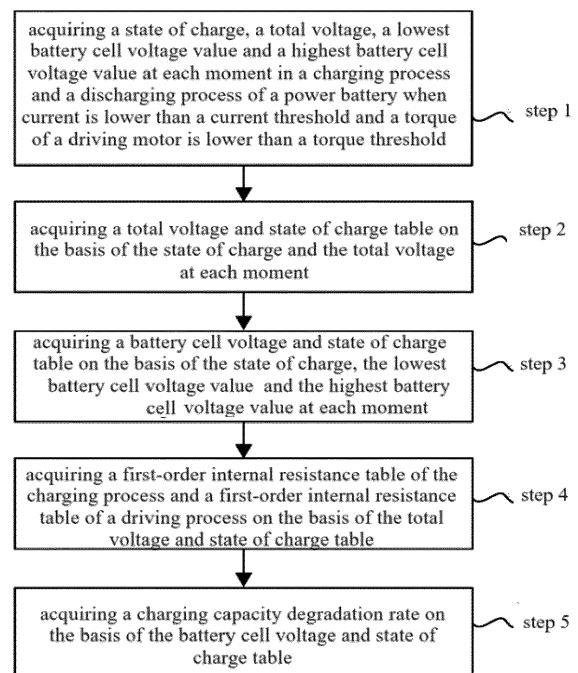 acquiring a state of charge, a total voltage, a lowest
battery cell voltage value and a highest battery cell
voltage value at each moment in a charging process
and a discharging process of a power battery when
current is lower than a current threshold and a torque
of a driving motor is lower than a torque threshold
step 1
acquiring a total voltage and state of charge table on
the basis of the state of charge and the total voltage
at each moment
step 2
acquiring a battery cell voltage and state of charge
table on the basis of the state of charge, the lowest
battery cell voltage value and the highest battery
cell voltage value at each moment
step 3
acquiring a first-order internal resistance table of the
charging process and a first-order internal resistance
table of a driving process on the basis of the total
voltage and state of charge table
step 4
acquiring a charging capacity degradation rate on
the basis of the battery cell voltage and state of
charge table
step 5